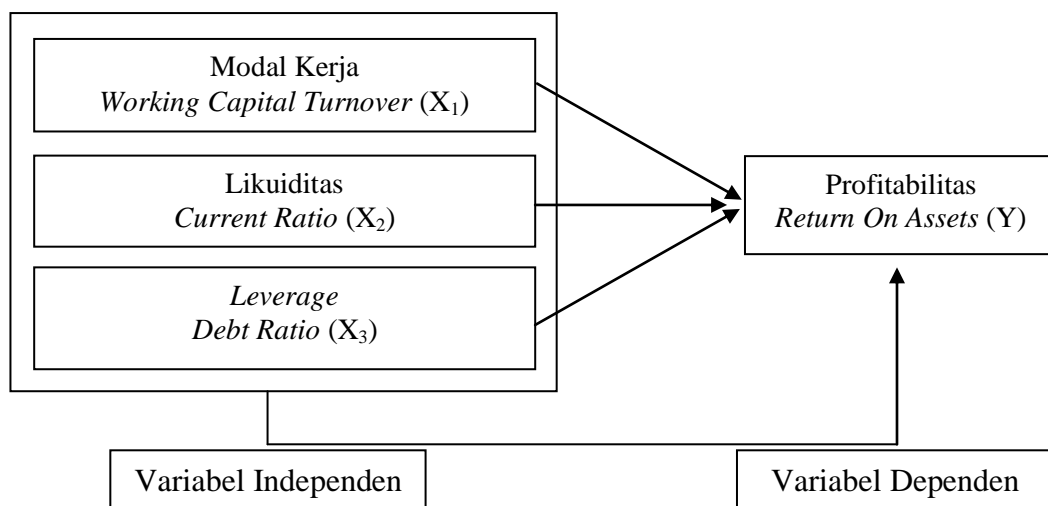 Modal Kerja
Working Capital Turnover (X₁)
Likuiditas
Current Ratio (X₂)
Leverage
Debt Ratio (X₃)
Profitabilitas
Return On Assets (Y)
Variabel Independen
Variabel Dependen